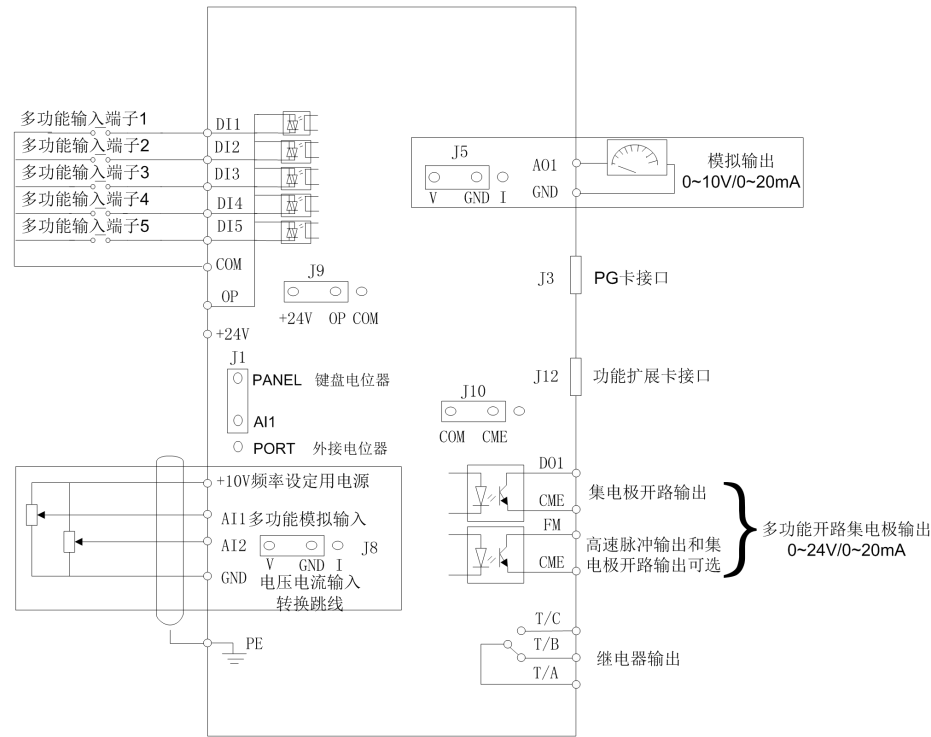 多功能输入端子1
DI1
多功能输入端子2
DI2
多功能输入端子3
DI3
多功能输入端子4
DI4
多功能输入端子5
DI5
COM
OP
+24V
J9
+24V OP COM
J1
PANEL 键盘电位器
AI1
PORT 外接电位器
+10V频率设定用电源
AI1多功能模拟输入
AI2
J8
V GND I
GND
电压电流输入
转换跳线
PE
J5
V GND I
AO1
GND
模拟输出
0~10V/0~20mA
J3
PG卡接口
J12
功能扩展卡接口
J10
COM CME
DO1
CME
集电极开路输出
FM
CME
高速脉冲输出和集
电极开路输出可选
多功能开路集电极输出
0~24V/0~20mA
T/C
T/B
T/A
继电器输出